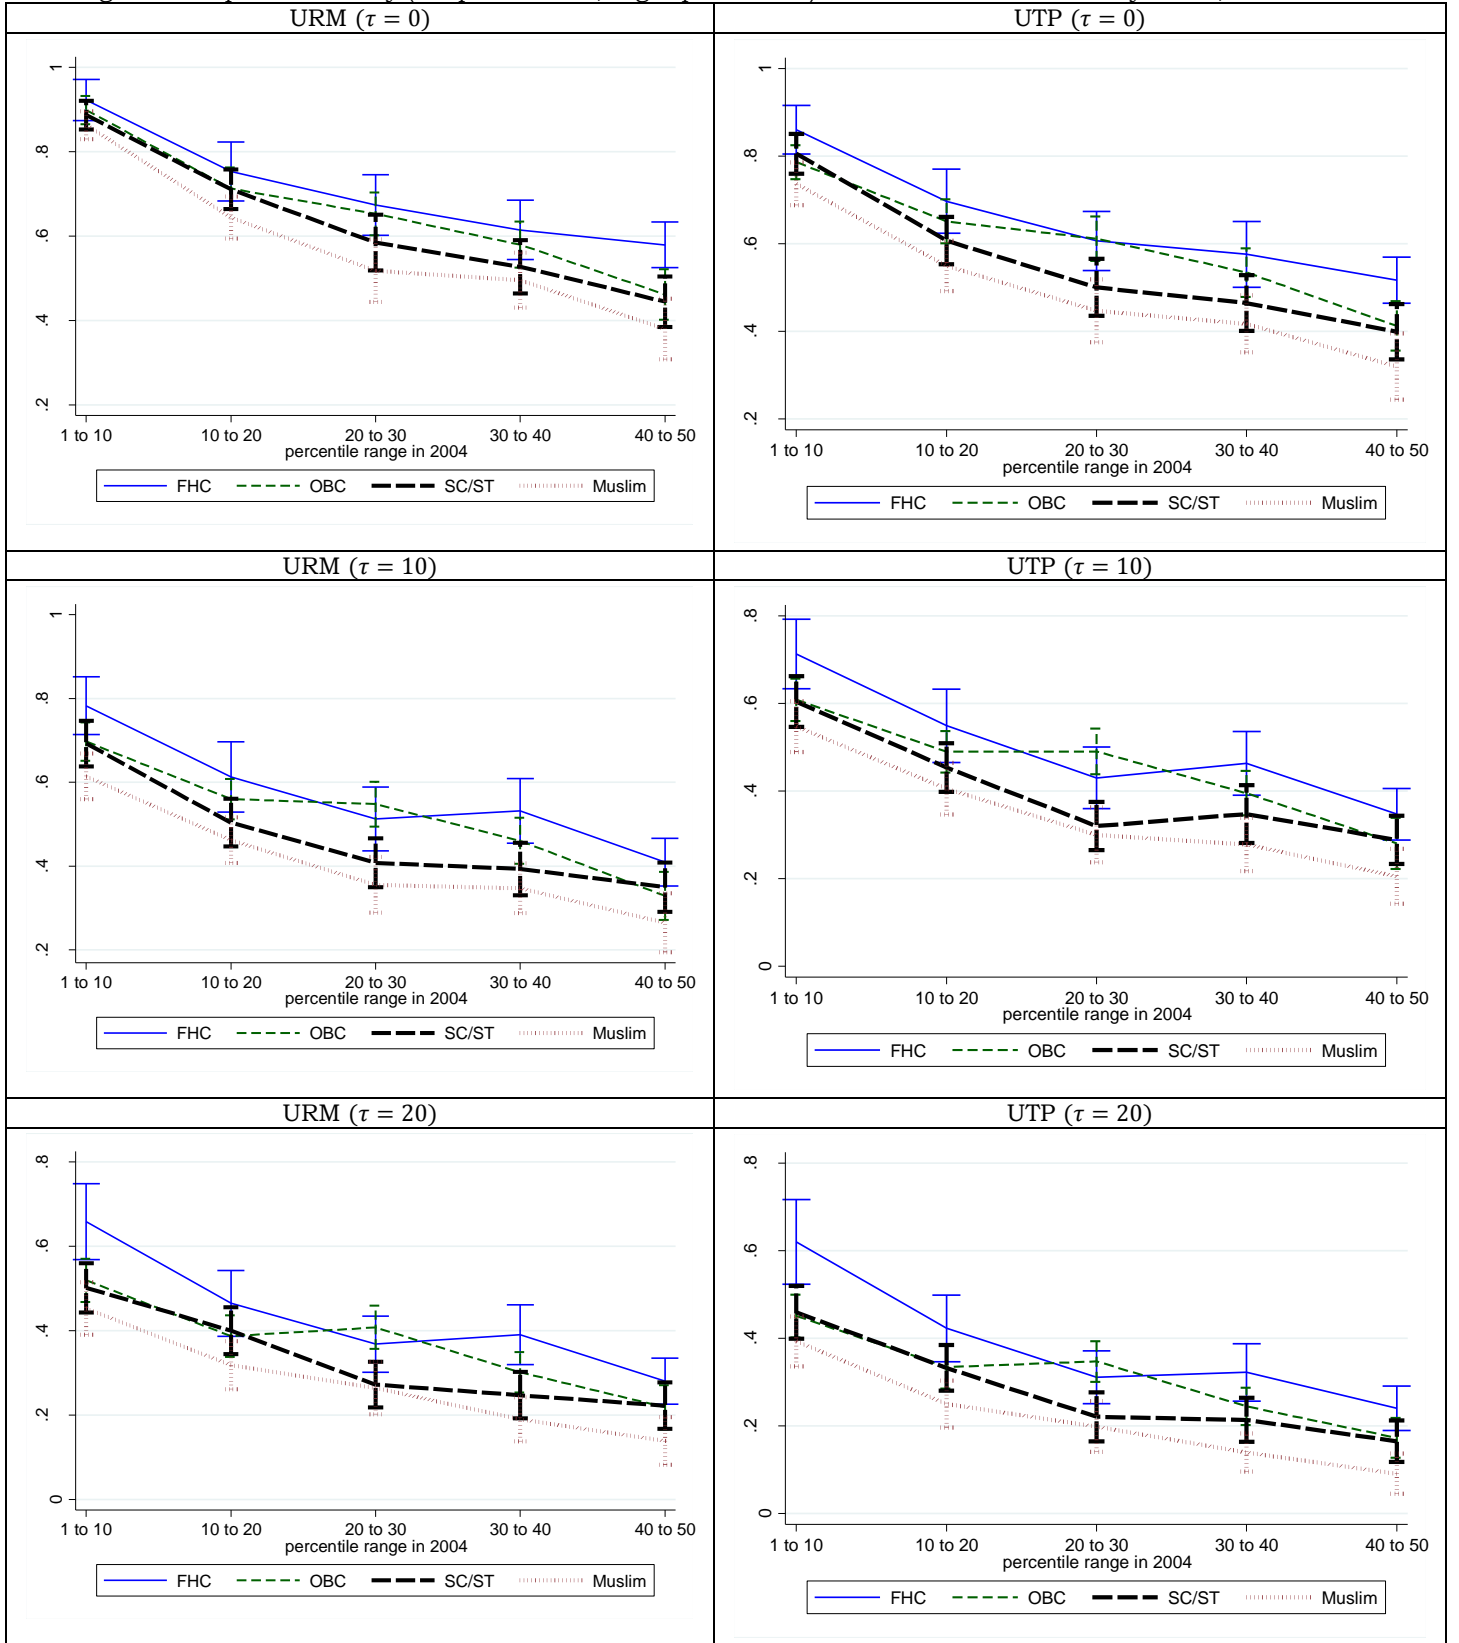 URM (τ = 0)
1
.8
.6
.4
.2
1 to 10 10 to 20 20 to 30 30 to 40 40 to 50
percentile range in 2004
FHC OBC SC/ST Muslim
UTP (τ = 0)
1
.8
.6
.4
.2
1 to 10 10 to 20 20 to 30 30 to 40 40 to 50
percentile range in 2004
FHC OBC SC/ST Muslim
URM (τ = 10)
1
.8
.6
.4
.2
1 to 10 10 to 20 20 to 30 30 to 40 40 to 50
percentile range in 2004
FHC OBC SC/ST Muslim
UTP (τ = 10)
.8
.6
.4
.2
0
1 to 10 10 to 20 20 to 30 30 to 40 40 to 50
percentile range in 2004
FHC OBC SC/ST Muslim
URM (τ = 20)
.8
.6
.4
.2
0
1 to 10 10 to 20 20 to 30 30 to 40 40 to 50
percentile range in 2004
FHC OBC SC/ST Muslim
UTP (τ = 20)
.8
.6
.4
.2
0
1 to 10 10 to 20 20 to 30 30 to 40 40 to 50
percentile range in 2004
FHC OBC SC/ST Muslim